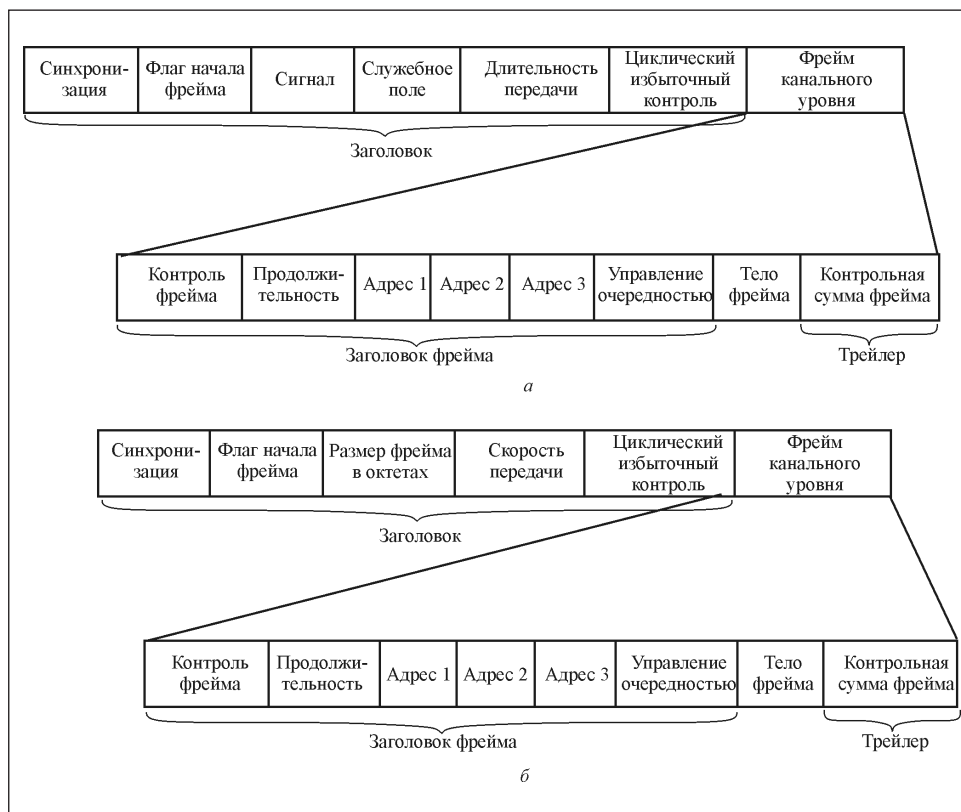 Синхрони-
зация
Флаг начала
фрейма
Сигнал
Служебное
поле
Длительность
передачи
Циклический
избыточный
контроль
Фрейм
канального
уровня
Заголовок
Контроль
фрейма
Продолжи-
тельность
Адрес 1
Адрес 2
Адрес 3
Управление
очередностью
Тело
фрейма
Контрольная
сумма фрейма
Заголовок фрейма
Трейлер
а
Синхрони-
зация
Флаг начала
фрейма
Размер фрейма
в октетах
Скорость
передачи
Циклический
избыточный
контроль
Фрейм
канального
уровня
Заголовок
Контроль
фрейма
Продолжи-
тельность
Адрес 1
Адрес 2
Адрес 3
Управление
очередностью
Тело
фрейма
Контрольная
сумма фрейма
Заголовок фрейма
Трейлер
б